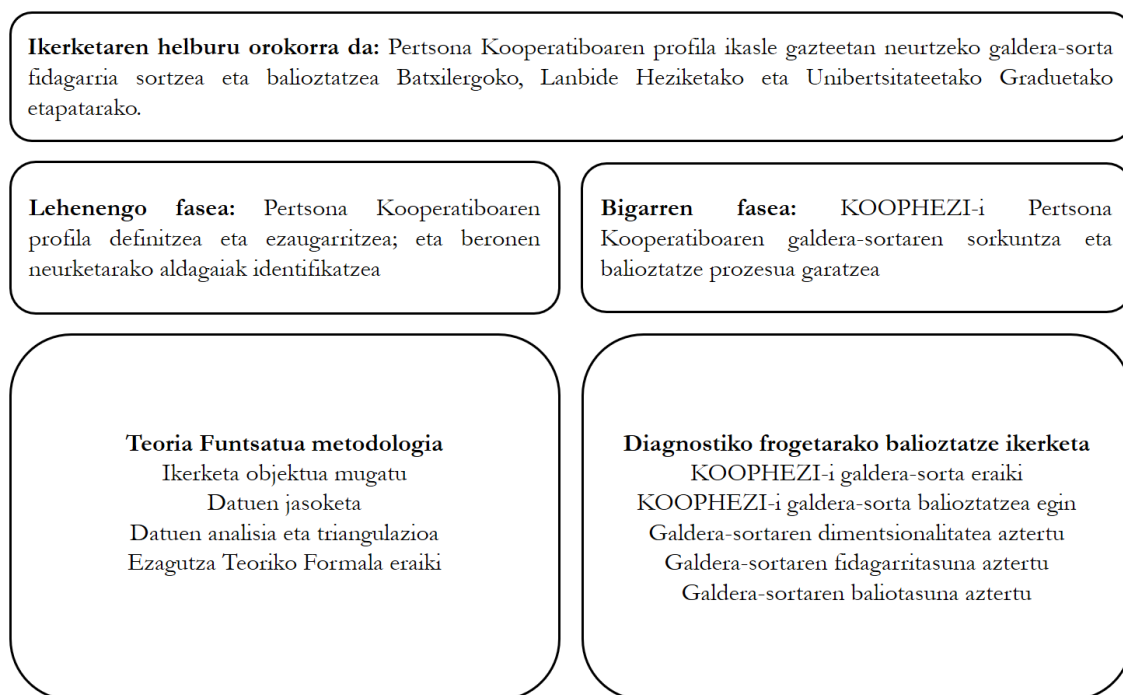 Ikerketaren helburu orokorra da: Pertsona Kooperatiboaren profila ikasle gazteetan neurtzeko galdera-sorta
fidagarria sortzea eta balioztatzea Batxilergoko, Lanbide Heziketako eta Unibertsitateetako Graduetako
etapatarako.
Lehenengo fasea: Pertsona Kooperatiboaren
profila definitzea eta ezaugarritzea; eta beronen
neurketarako aldagaiak identifikatzea
Bigarren fasea: KOOPHEZI-i Pertsona
Kooperatiboaren galdera-sortaren sorkuntza eta
balioztatze prozesua garatzea
Teoria Funtsatua metodologia
Ikerketa objektua mugatu
Datuen jasoketa
Datuen analisia eta triangulazioa
Ezagutza Teoriko Formala eraiki
Diagnostiko frogetarako balioztatze ikerketa
KOOPHEZI-i galdera-sorta eraiki
KOOPHEZI-i galdera-sorta balioztatzea egin
Galdera-sortaren dimentsionalitatea aztertu
Galdera-sortaren fidagarritasuna aztertu
Galdera-sortaren baliotasuna aztertu